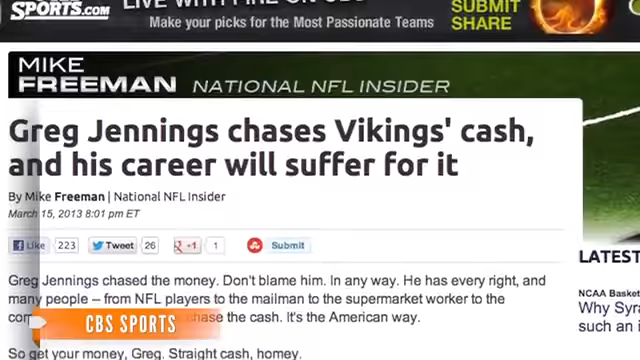 SPORTS.COM
LIVE WITH FIRE ON CBS
Make your picks for the Most Passionate Teams
SUBMIT
SHARE
MIKE
FREEMAN NATIONAL NFL INSIDER
Greg Jennings chases Vikings' cash,
and his career will suffer for it
By Mike Freeman | National NFL Insider
March 15, 2013 8:01 pm ET
Like 223 Tweet 26 +1 1 Submit
Greg Jennings chased the money. Don't blame him. In any way. He has every right, and
many people -- from NFL players to the mailman to the supermarket worker to the
chase the cash. It's the American way.
So get your money, Greg. Straight cash, homey.
CBS SPORTS
LATEST
NCAA Basket
Why Syra
such an i